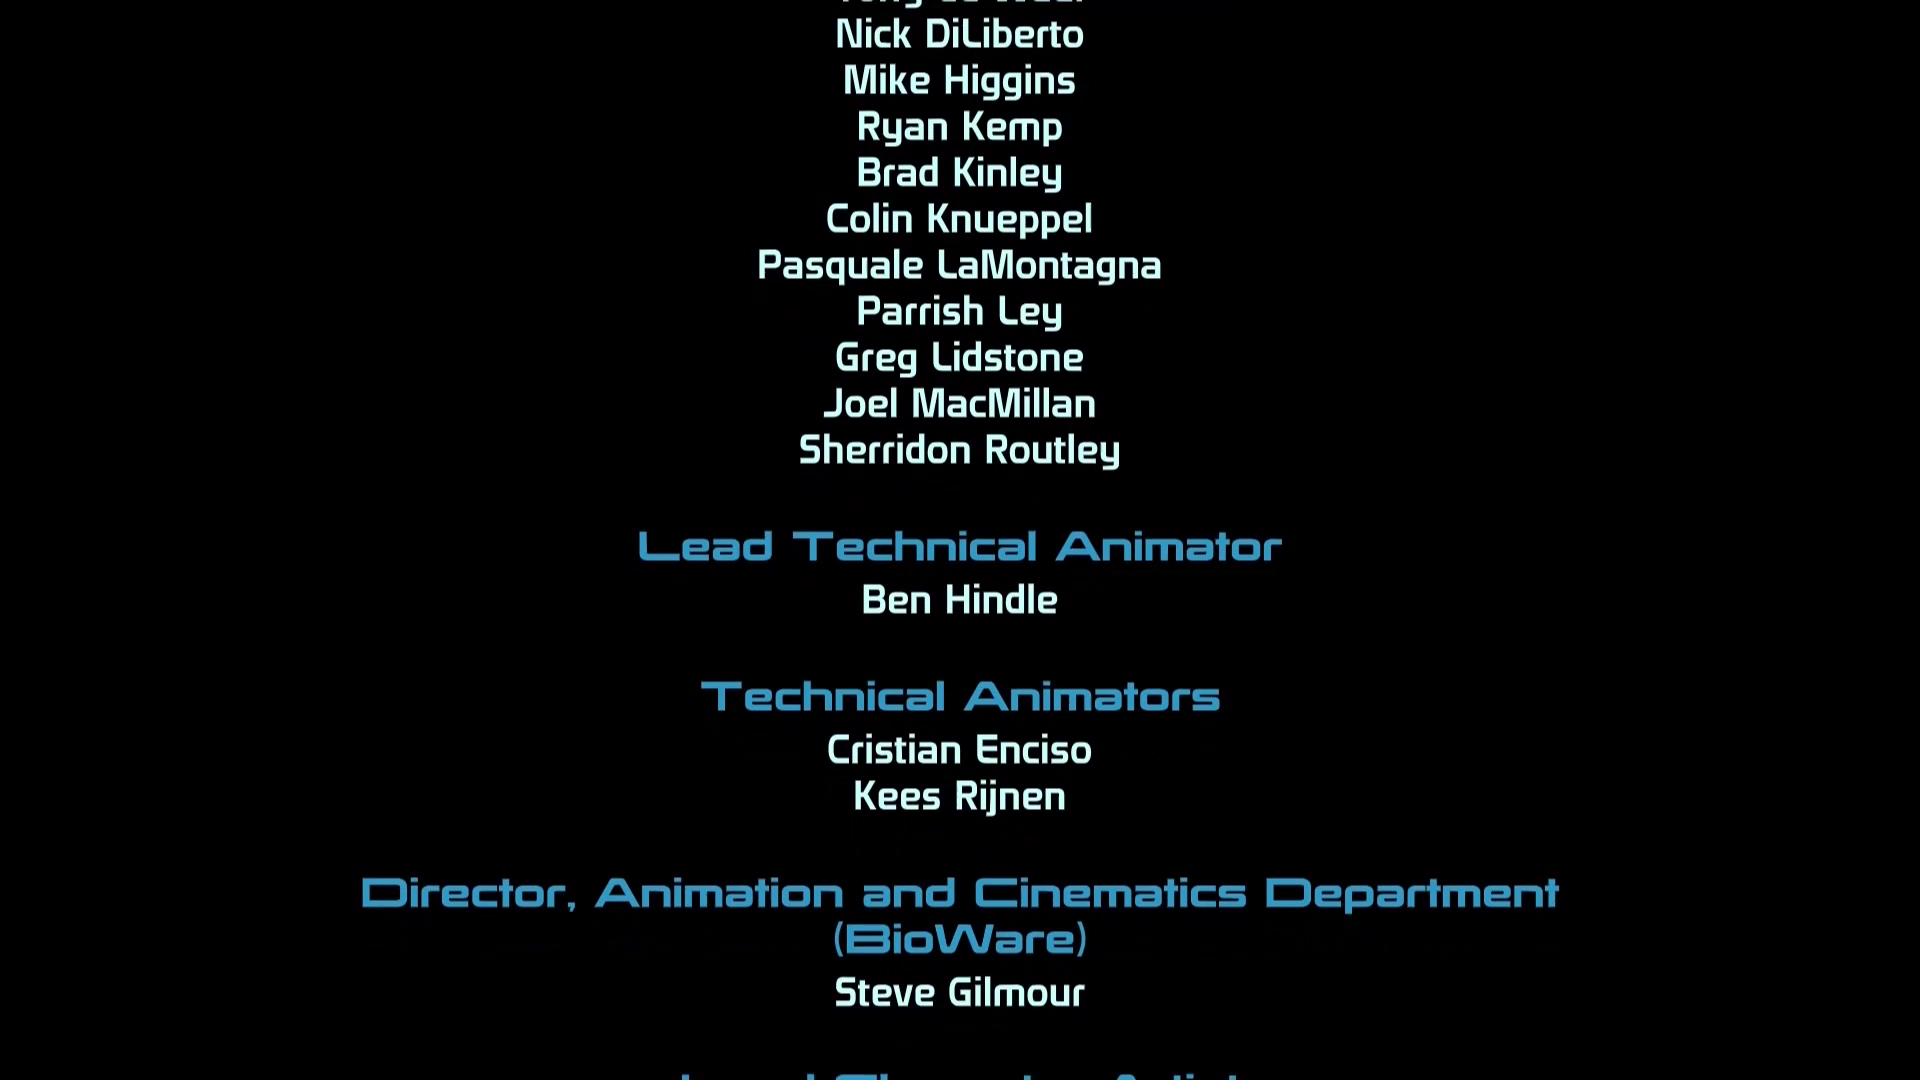 Nick DiLiberto
Mike Higgins
Ryan Kemp
Brad Kinley
Colin Knueppel
Pasquale LaMontagna
Parrish Ley
Greg Lidstone
Joel MacMillan
Sherridon Routley
Lead Technical Animator
Ben Hindle
Technical Animators
Cristian Enciso
Kees Rijnen
Director, Animation and Cinematics Department
(BioWare)
Steve Gilmour